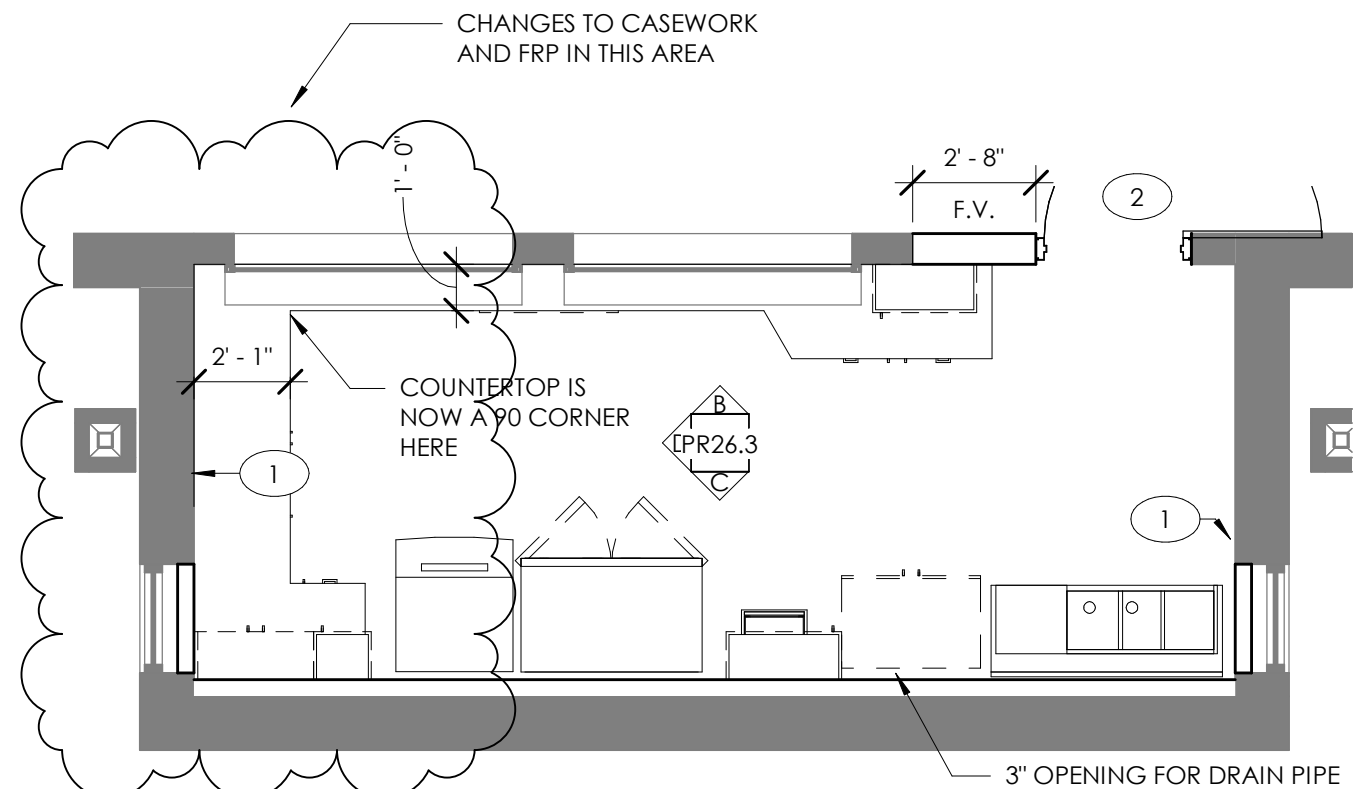 CHANGES TO CASEWORK
AND FRP IN THIS AREA
1' - 0"
2' - 8"
F.V.
2
2' - 1"
COUNTERTOP IS
NOW A 90 CORNER
HERE
B
PR26.3
C
1
1
3" OPENING FOR DRAIN PIPE